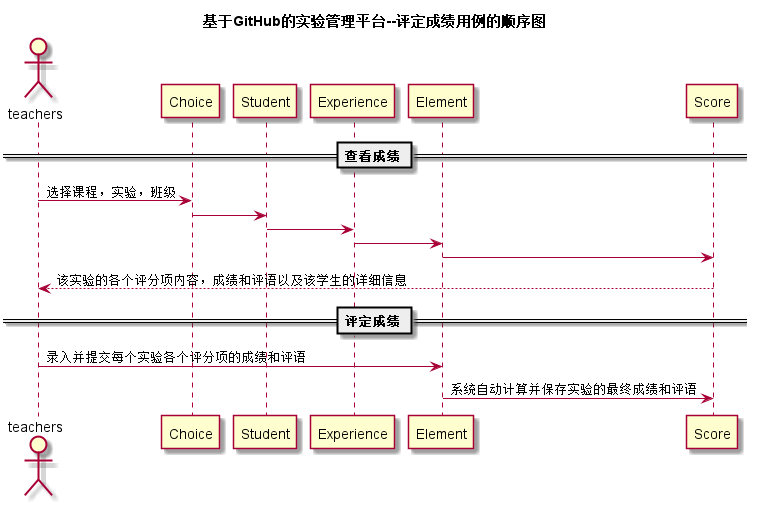 基于GitHub的实验管理平台--评定成绩用例的顺序图
teachers
Choice
Student
Experience
Element
Score
查看成绩
选择课程，实验，班级
该实验的各个评分项内容，成绩和评语以及该学生的详细信息
评定成绩
录入并提交每个实验各个评分项的成绩和评语
系统自动计算并保存实验的最终成绩和评语
teachers
Choice
Student
Experience
Element
Score